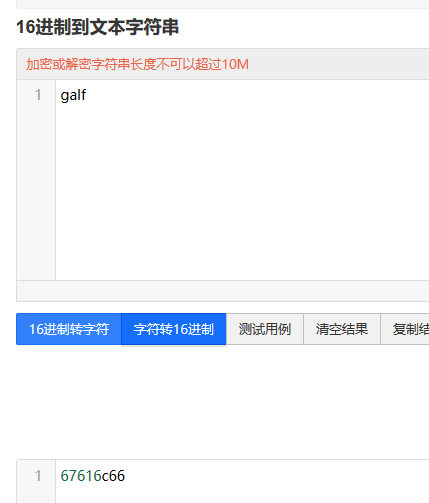 16进制到文本字符串
加密或解密字符串长度不可以超过10M
1 galf
16进制转字符 字符转16进制 测试用例 清空结果 复制结
1 67616c66